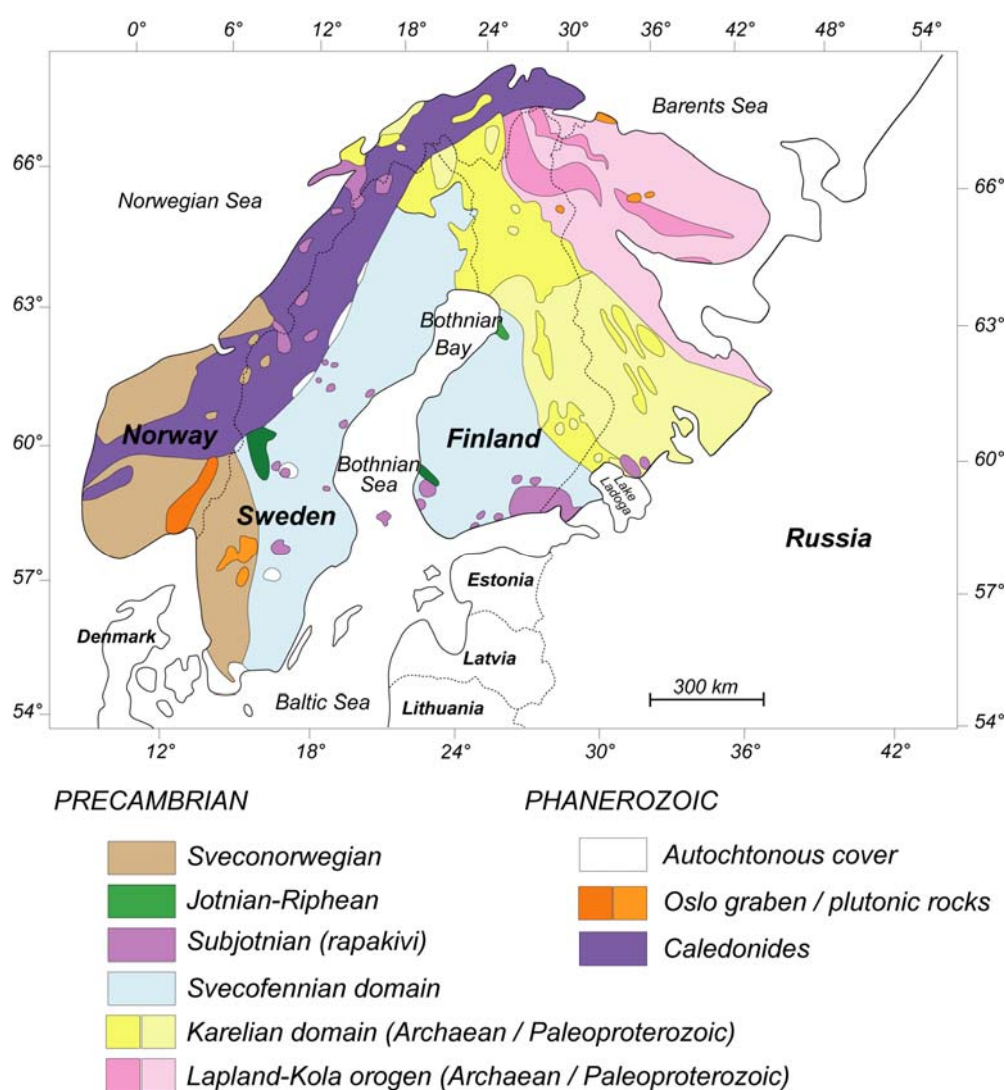 0° 6° 12° 18° 24° 30° 36° 42° 48° 54°
Barents Sea
66° 66°
Norwegian Sea
63° 63°
Bothnian
Bay
Norway Finland
60° 60°
Bothnian
Sea
Lake
Ladoga
Sweden
Russia
57° 57°
Estonia
Denmark
Latvia
300 km
Baltic Sea
Lithuania
54° 54°
12° 18° 24° 30° 36° 42°
PRECAMBRIAN
Sveconorwegian
Jotnian-Riphean
Subjotnian (rapakivi)
Svecofennian domain
Karelian domain (Archaean / Paleoproterozoic)
Lapland-Kola orogen (Archaean / Paleoproterozoic)
PHANEROZOIC
Autochtonous cover
Oslo graben / plutonic rocks
Caledonides